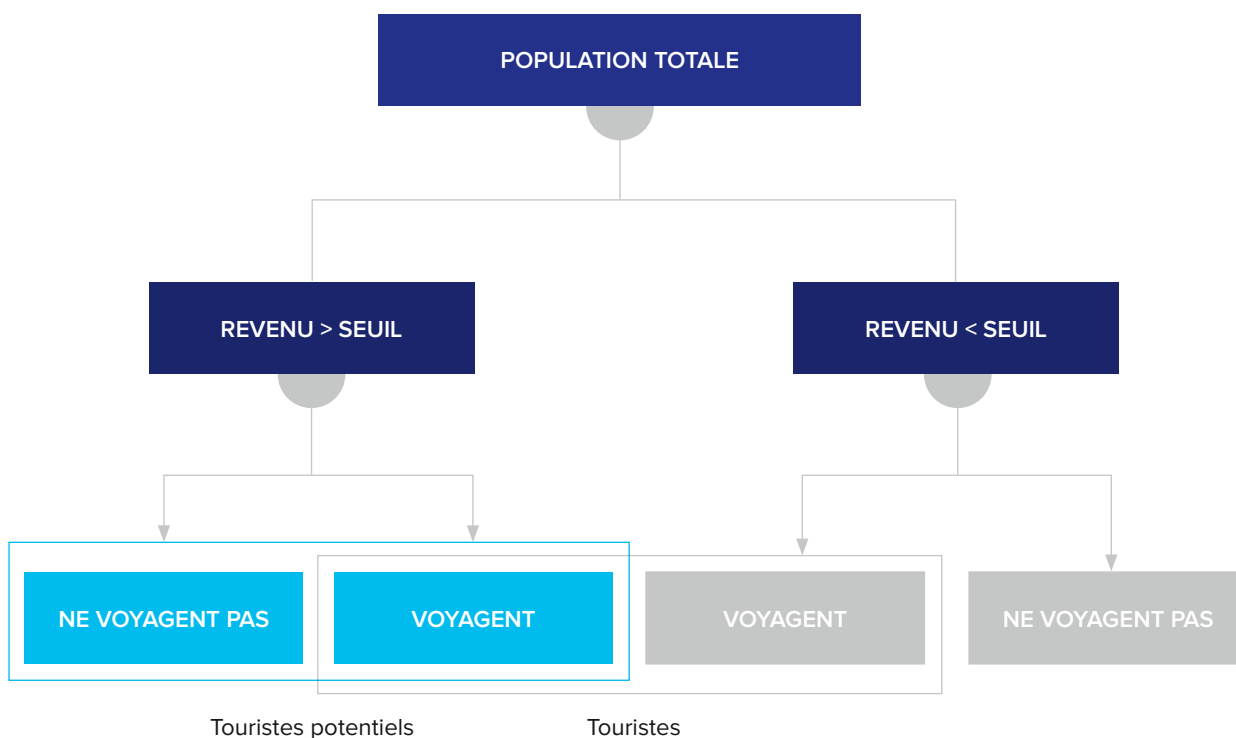 POPULATION TOTALE
REVENU > SEUIL
REVENU < SEUIL
NE VOYAGENT PAS
VOYAGENT
VOYAGENT
NE VOYAGENT PAS
Touristes potentiels
Touristes